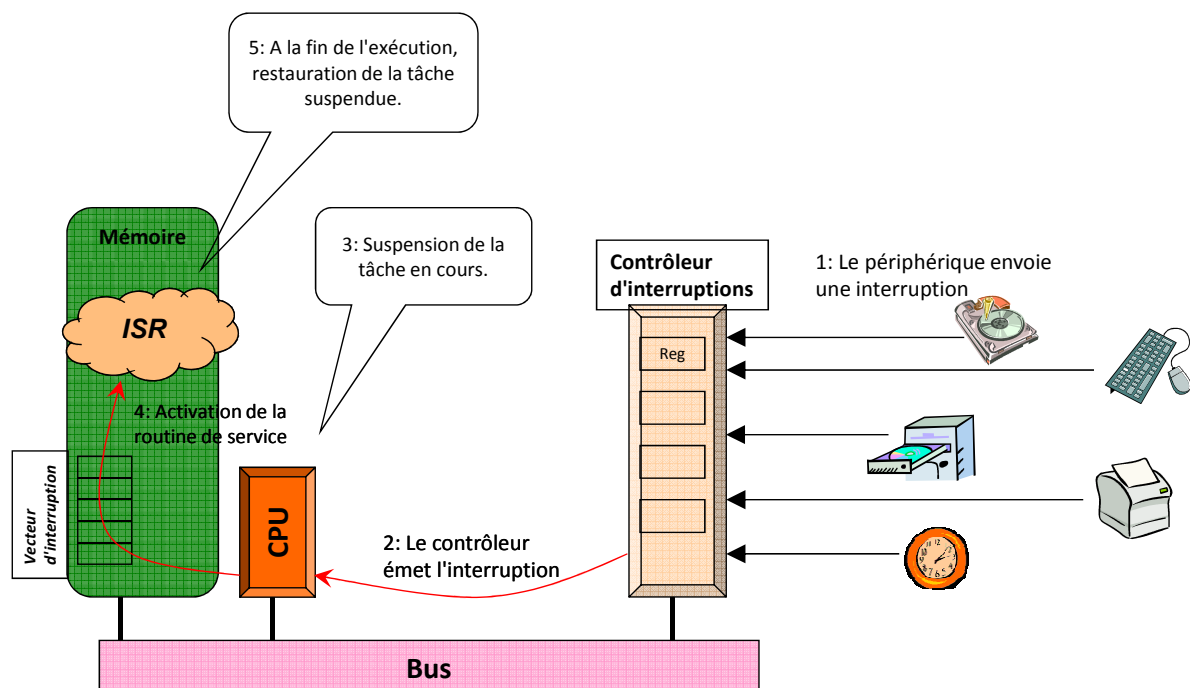 5: A la fin de l'exécution,
restauration de la tâche
suspendue.
3: Suspension de la
tâche en cours.
Mémoire
ISR
4: Activation de la
routine de service
Vecteur
d'interruption
CPU
2: Le contrôleur
émet l'interruption
Contrôleur
d'interruptions
Reg
1: Le périphérique envoie
une interruption
Bus